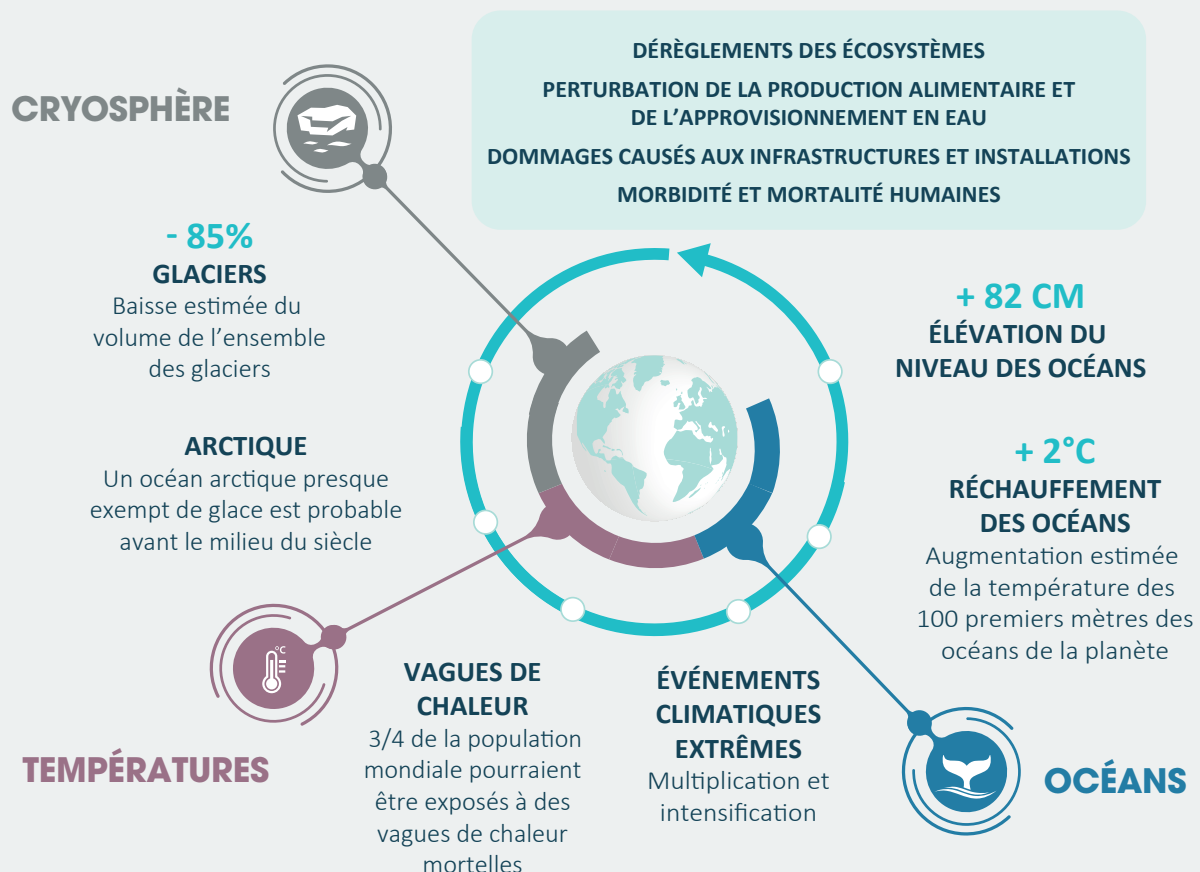 DÉRÈGLEMENTS DES ÉCOSYSTÈMES
PERTURBATION DE LA PRODUCTION ALIMENTAIRE ET
DE L'APPROVISIONNEMENT EN EAU
DOMMAGES CAUSÉS AUX INFRASTRUCTURES ET INSTALLATIONS
MORBIDITÉ ET MORTALITÉ HUMAINES
CRYOSPHÈRE
- 85%
GLACIERS
Baisse estimée du
volume de l'ensemble
des glaciers
ARCTIQUE
Un océan arctique presque
exempt de glace est probable
avant le milieu du siècle
°C
TEMPÉRATURES
VAGUES DE
CHALEUR
3/4 de la population
mondiale pourraient
être exposés à des
vagues de chaleur
mortelles
ÉVÉNEMENTS
CLIMATIQUES
EXTRÊMES
Multiplication et
intensification
+ 82 CM
ÉLÉVATION DU
NIVEAU DES OCÉANS
+ 2°C
RÉCHAUFFEMENT
DES OCÉANS
Augmentation estimée
de la température des
100 premiers mètres des
océans de la planète
OCÉANS